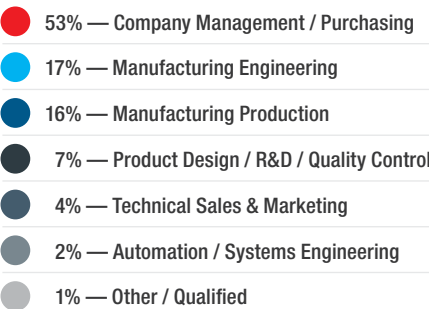 53% — Company Management / Purchasing
17% — Manufacturing Engineering
16% — Manufacturing Production
7% — Product Design / R&D / Quality Control
4% — Technical Sales & Marketing
2% — Automation / Systems Engineering
1% — Other / Qualified